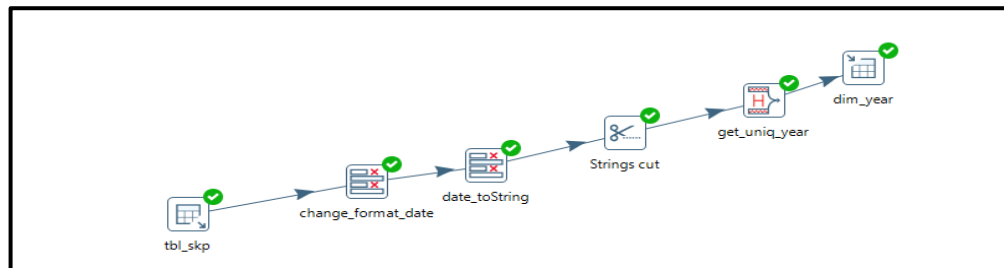 tbl_skp
change_format_date
date_toString
Strings cut
H
get_uniq_year
dim_year